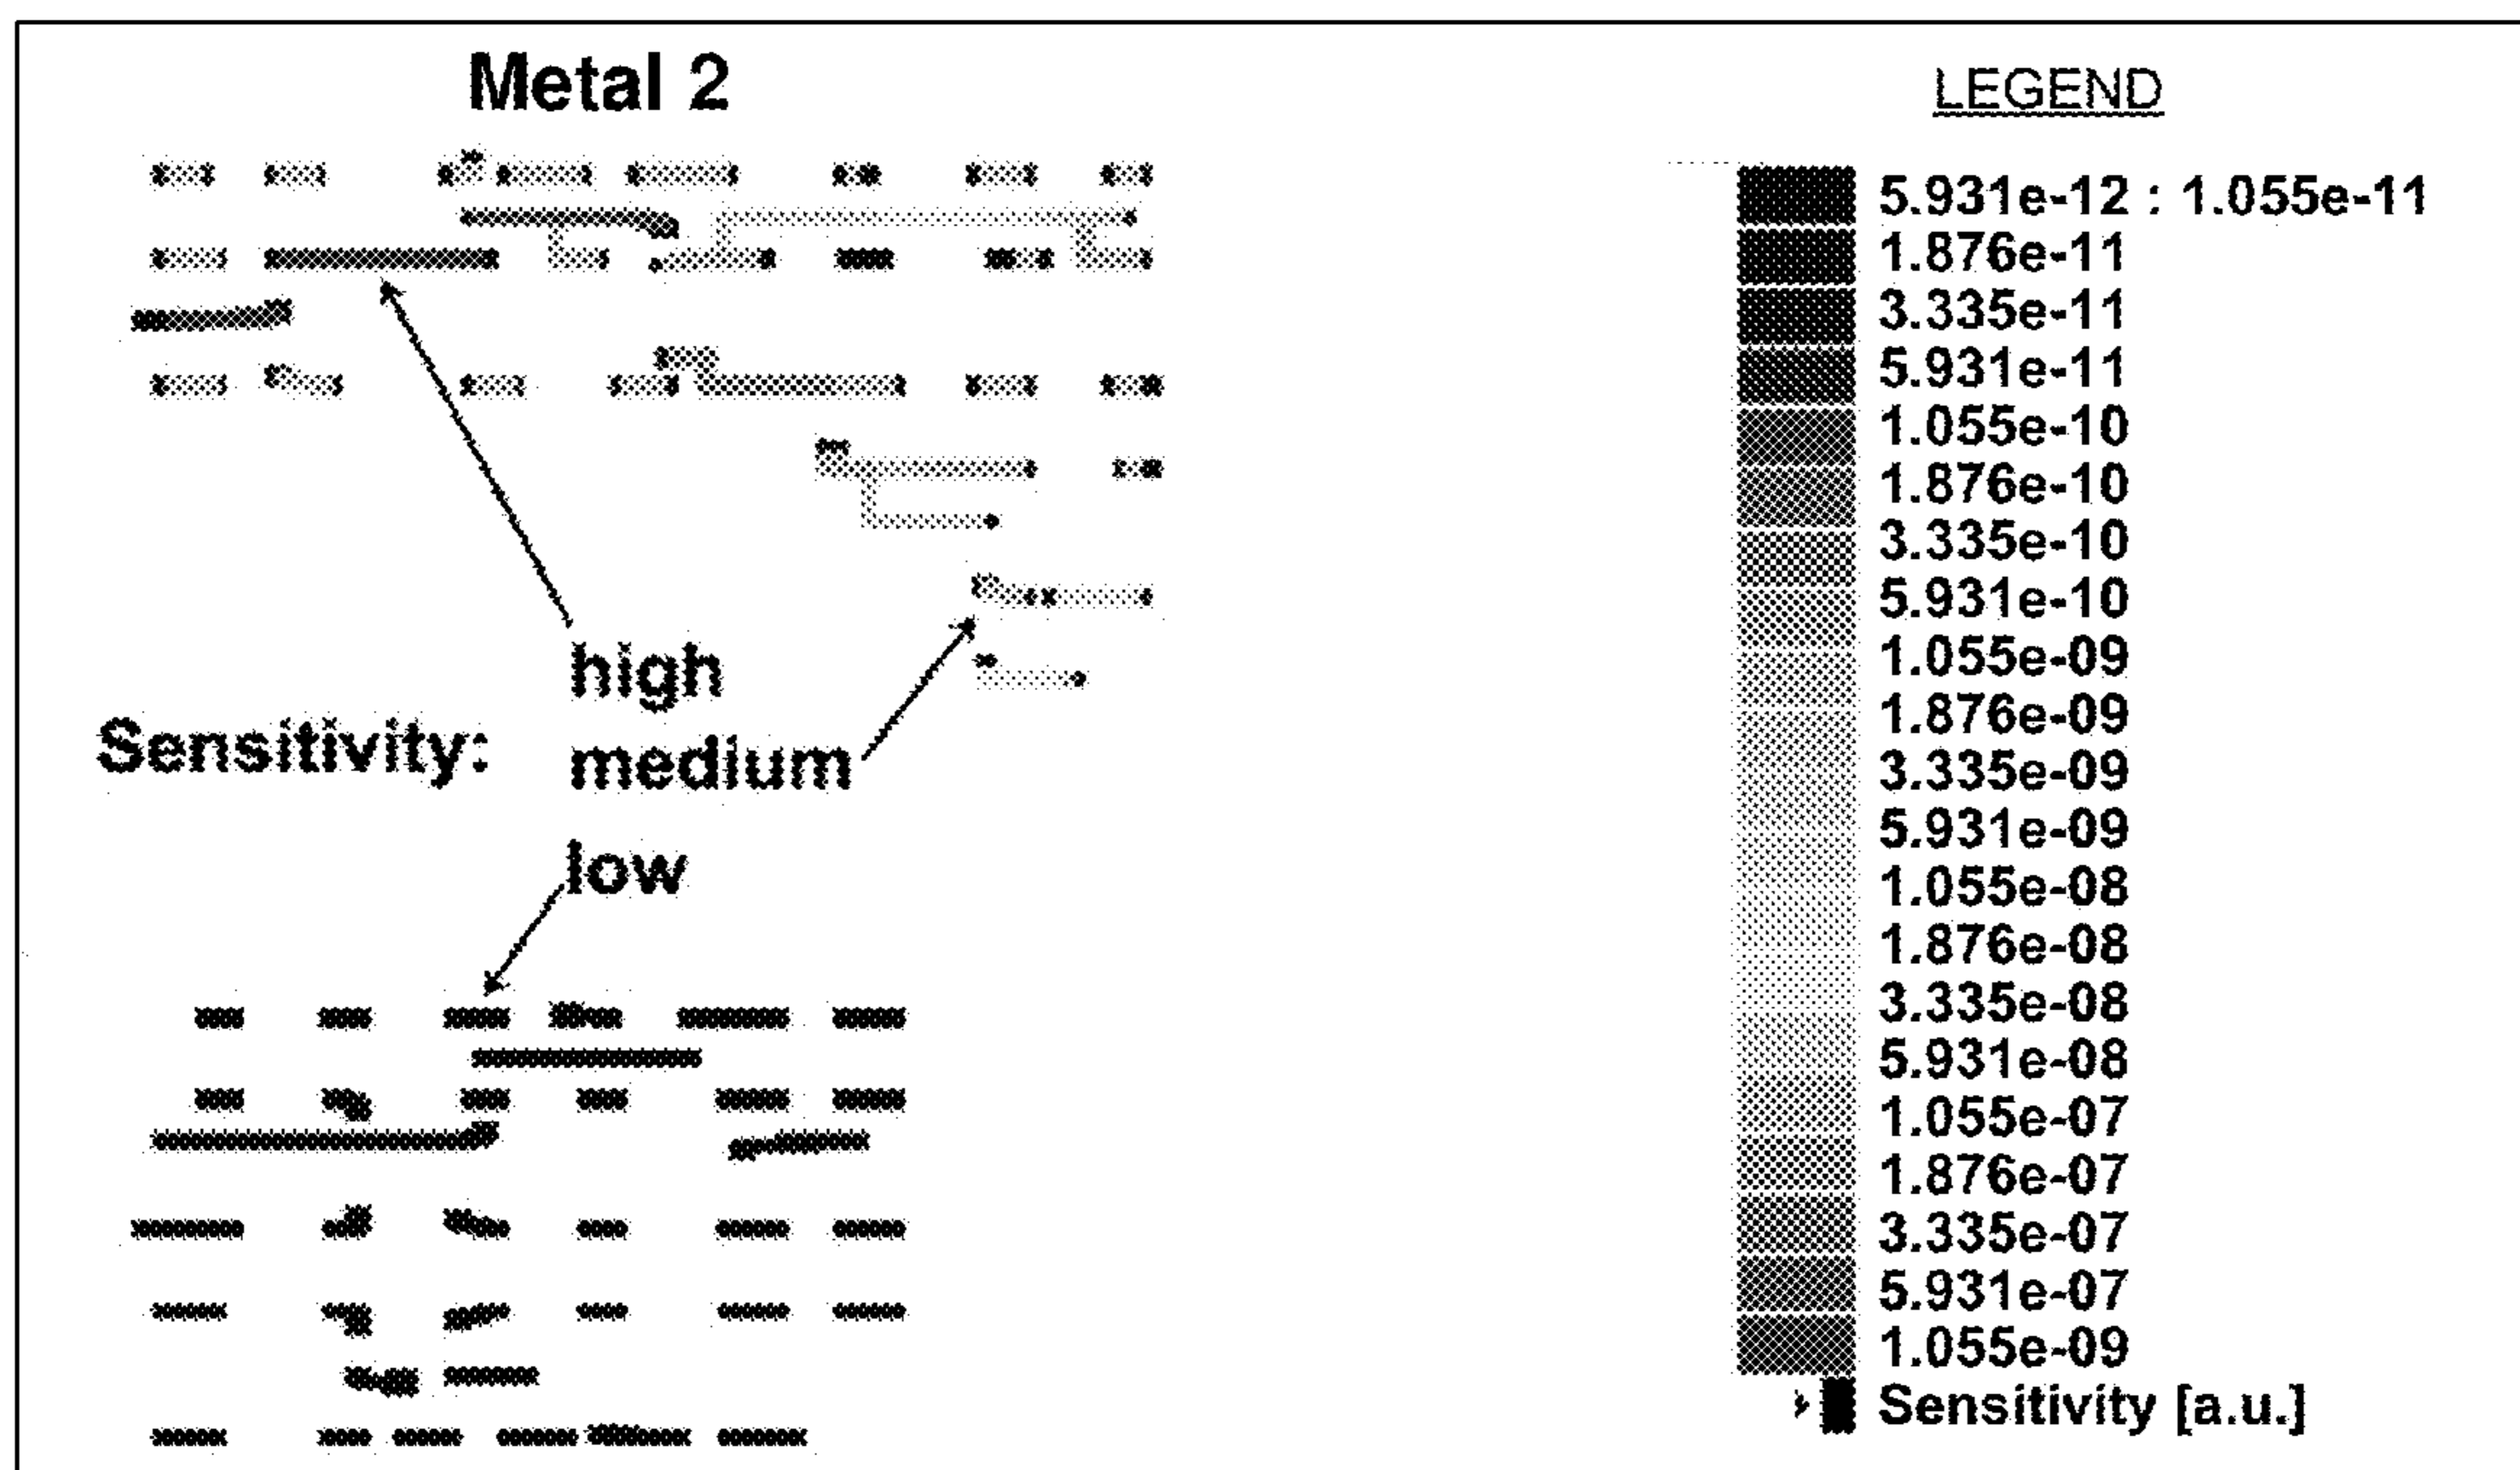 Metal 2
high
Sensitivity: medium
low
LEGEND
5.931e-12 : 1.055e-11
1.876e-11
3.335e-11
5.931e-11
1.055e-10
1.876e-10
3.335e-10
5.931e-10
1.055e-09
1.876e-09
3.335e-09
5.931e-09
1.055e-08
1.876e-08
3.335e-08
5.931e-08
1.055e-07
1.876e-07
3.335e-07
5.931e-07
1.055e-09
Sensitivity [a.u.]